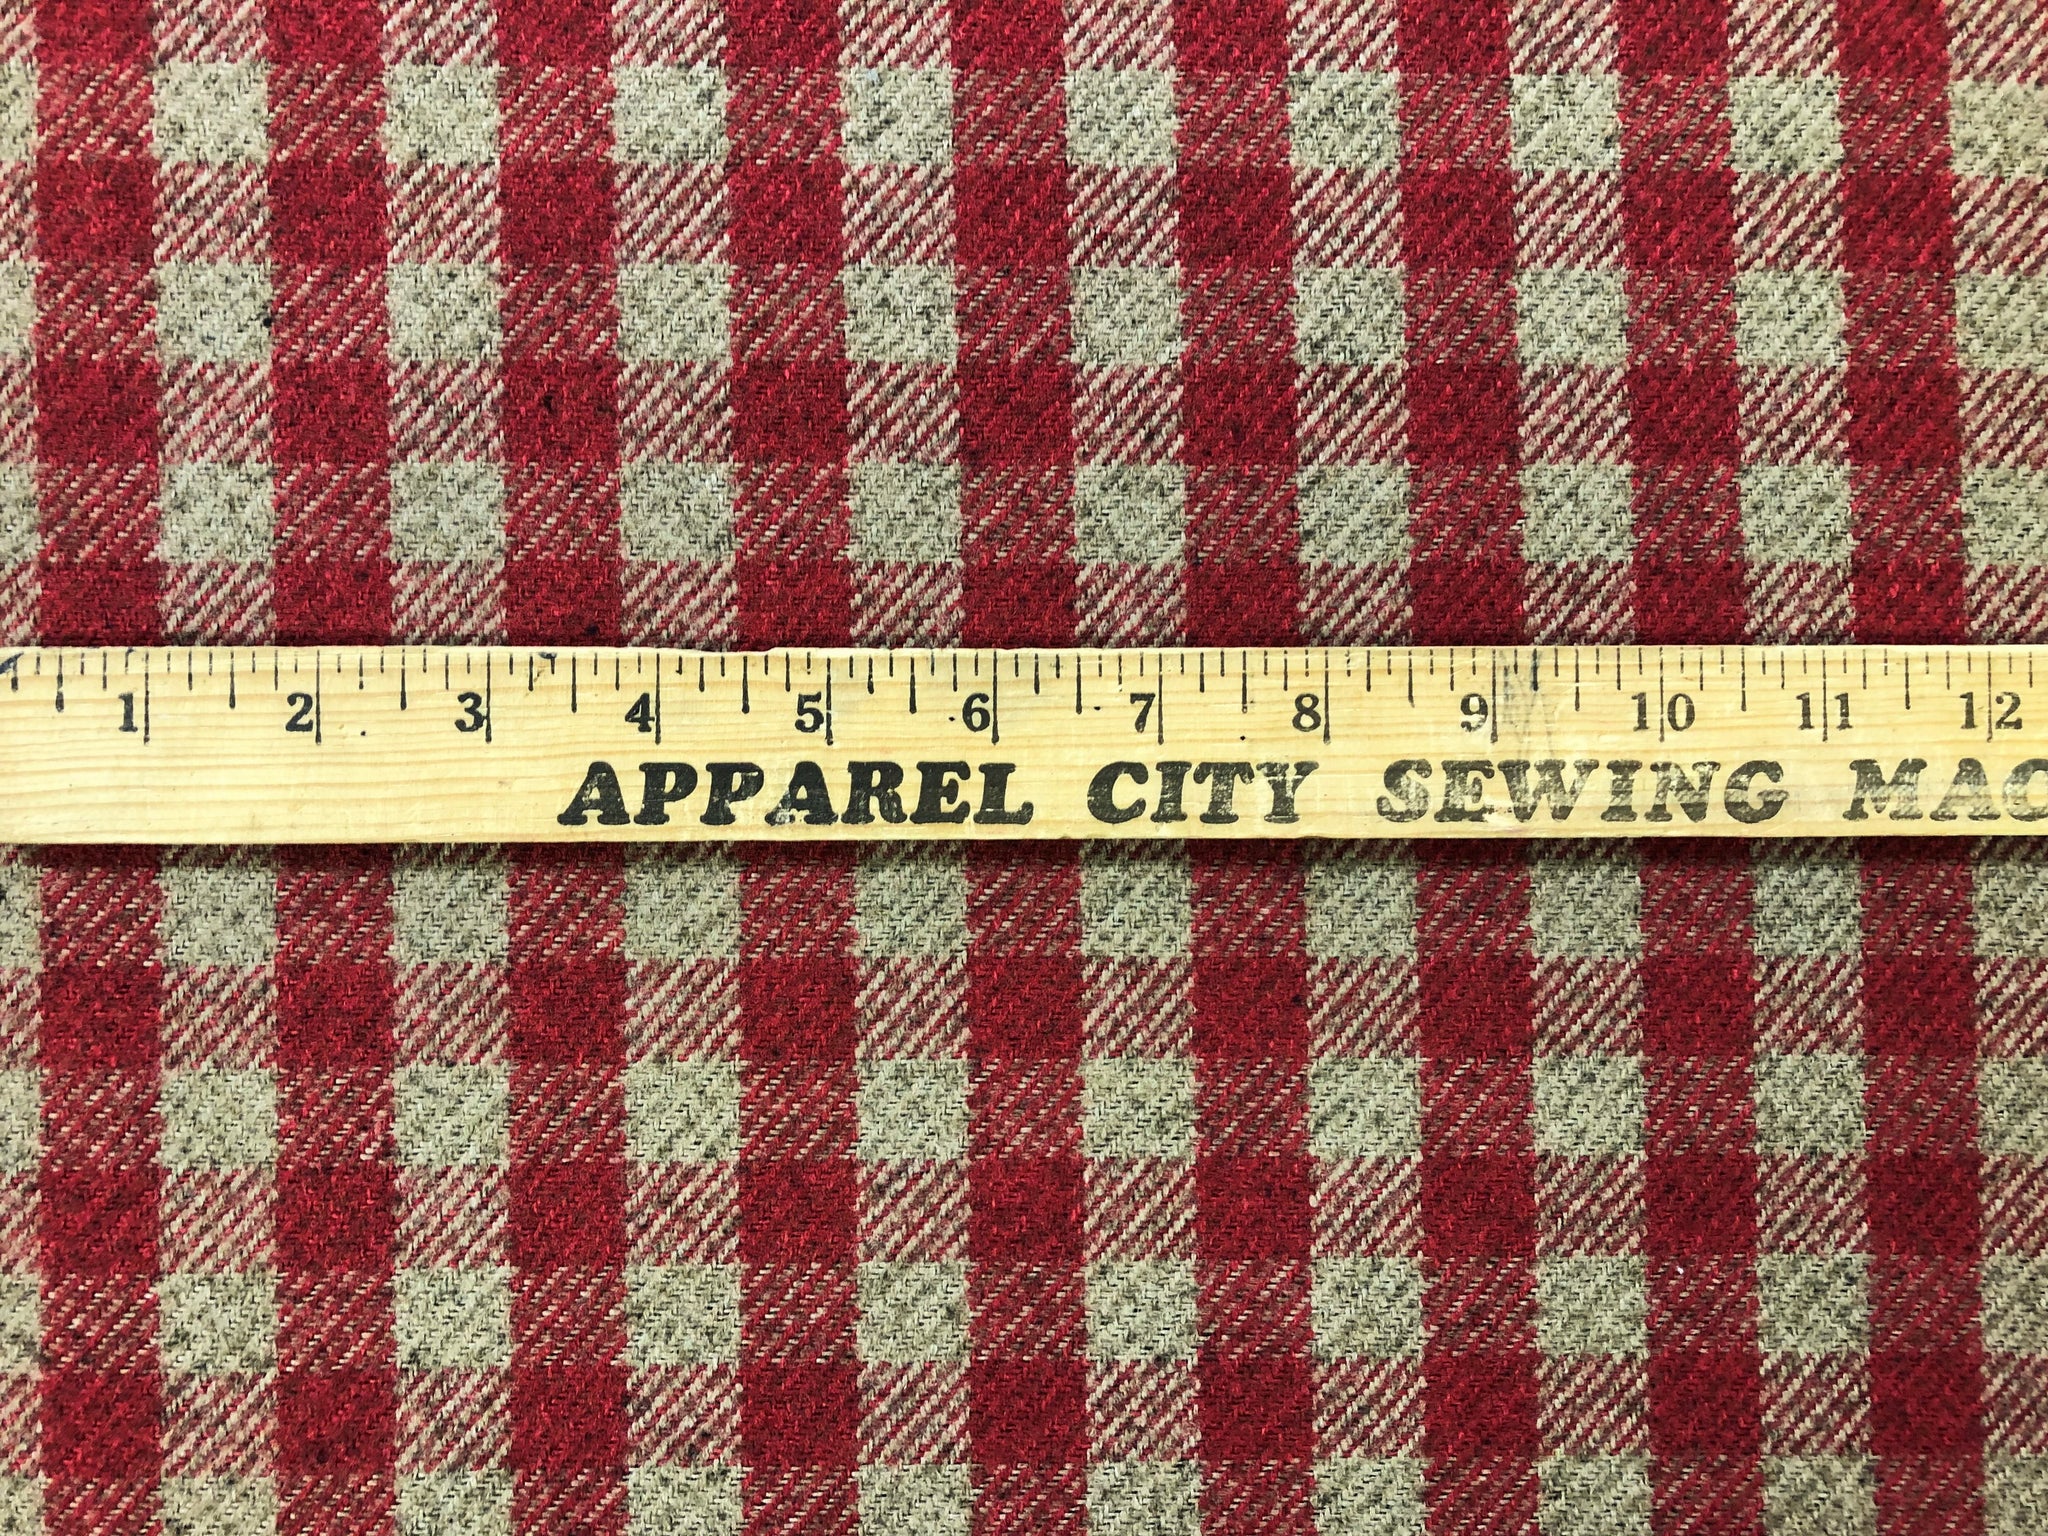 1 2 3 4 5 6 7 8 9 10 11 12
APPAREL CITY SEWING MAC